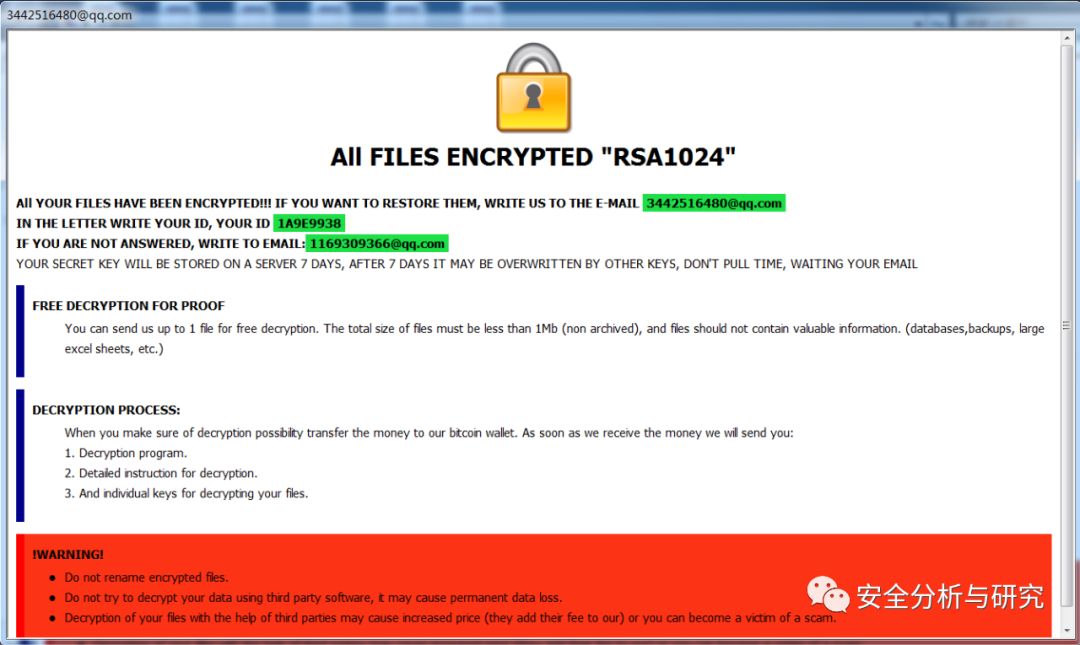 3442516480@qq.com
All FILES ENCRYPTED "RSA1024"
All YOUR FILES HAVE BEEN ENCRYPTED!!! IF YOU WANT TO RESTORE THEM, WRITE US TO THE E-MAIL 3442516480@qq.com
IN THE LETTER WRITE YOUR ID, YOUR ID 1A9E9938
IF YOU ARE NOT ANSWERED, WRITE TO EMAIL: 1169309366@qq.com
YOUR SECRET KEY WILL BE STORED ON A SERVER 7 DAYS, AFTER 7 DAYS IT MAY BE OVERWRITTEN BY OTHER KEYS, DON'T PULL TIME, WAITING YOUR EMAIL
FREE DECRYPTION FOR PROOF
You can send us up to 1 file for free decryption. The total size of files must be less than 1Mb (non archived), and files should not contain valuable information. (databases,backups, large
excel sheets, etc.)
DECRYPTION PROCESS:
When you make sure of decryption possibility transfer the money to our bitcoin wallet. As soon as we receive the money we will send you:
1. Decryption program.
2. Detailed instruction for decryption.
3. And individual keys for decrypting your files.
!WARNING!
● Do not rename encrypted files.
● Do not try to decrypt your data using third party software, it may cause permanent data loss.
● Decryption of your files with the help of third parties may cause increased price (they add their fee to our) or you can become a victim of a scam.
安全分析与研究